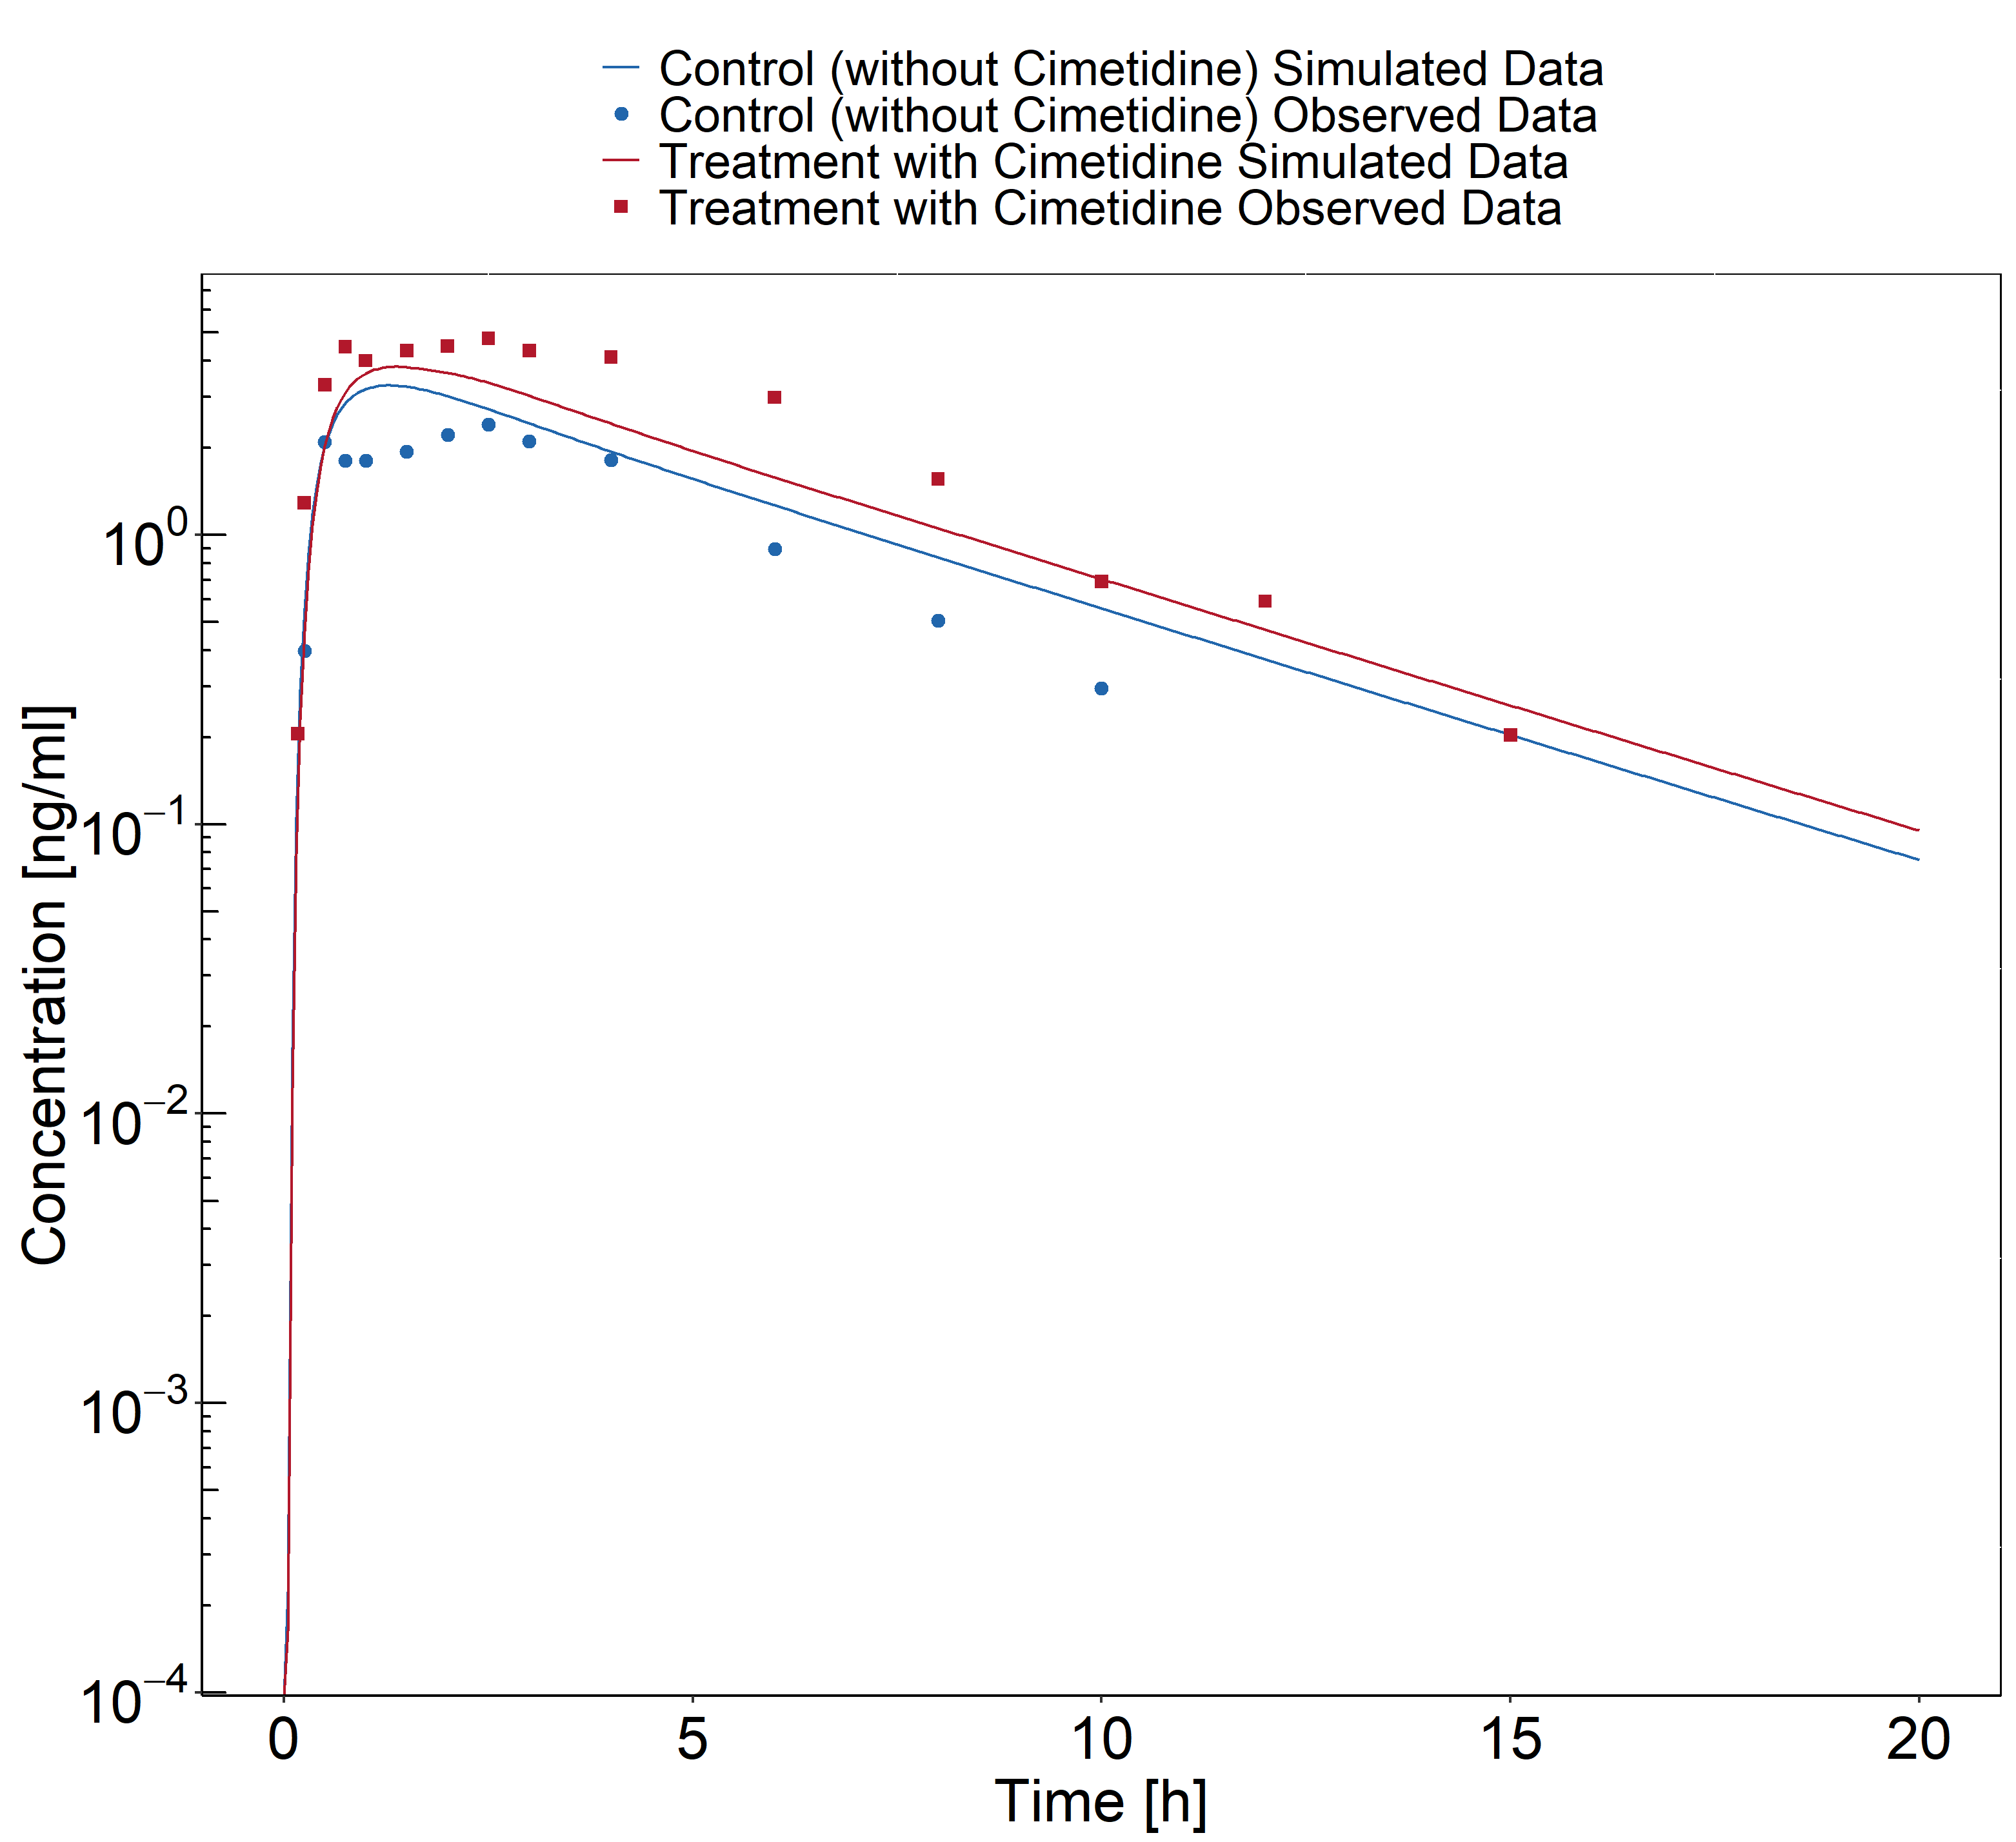 Control (without Cimetidine) Simulated Data
Control (without Cimetidine) Observed Data
Treatment with Cimetidine Simulated Data
Treatment with Cimetidine Observed Data
Concentration [ng/ml]
10⁰
10⁻¹
10⁻²
10⁻³
10⁻⁴
0 5 10 15 20
Time [h]